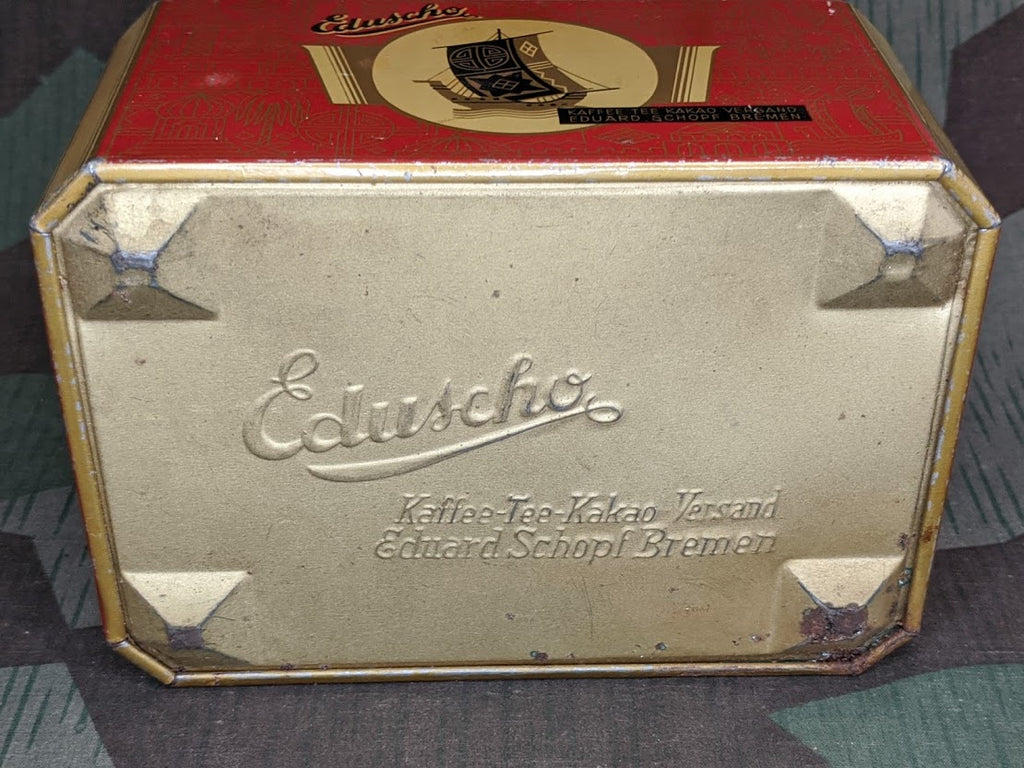 Eduscho
KAFFEE TEE KAKAO VERSAND
EDUARD SCHOPF BREMEN
Eduscho
Kaffee-Tee-Kakao Versand
Eduard Schopf Bremen